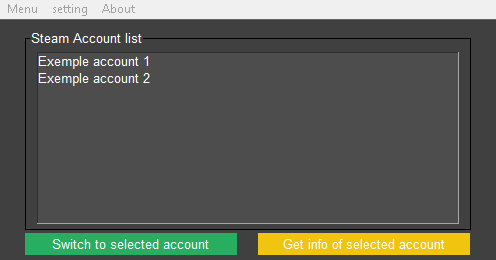 Menu setting About
Steam Account list
Exemple account 1
Exemple account 2
Switch to selected account
Get info of selected account